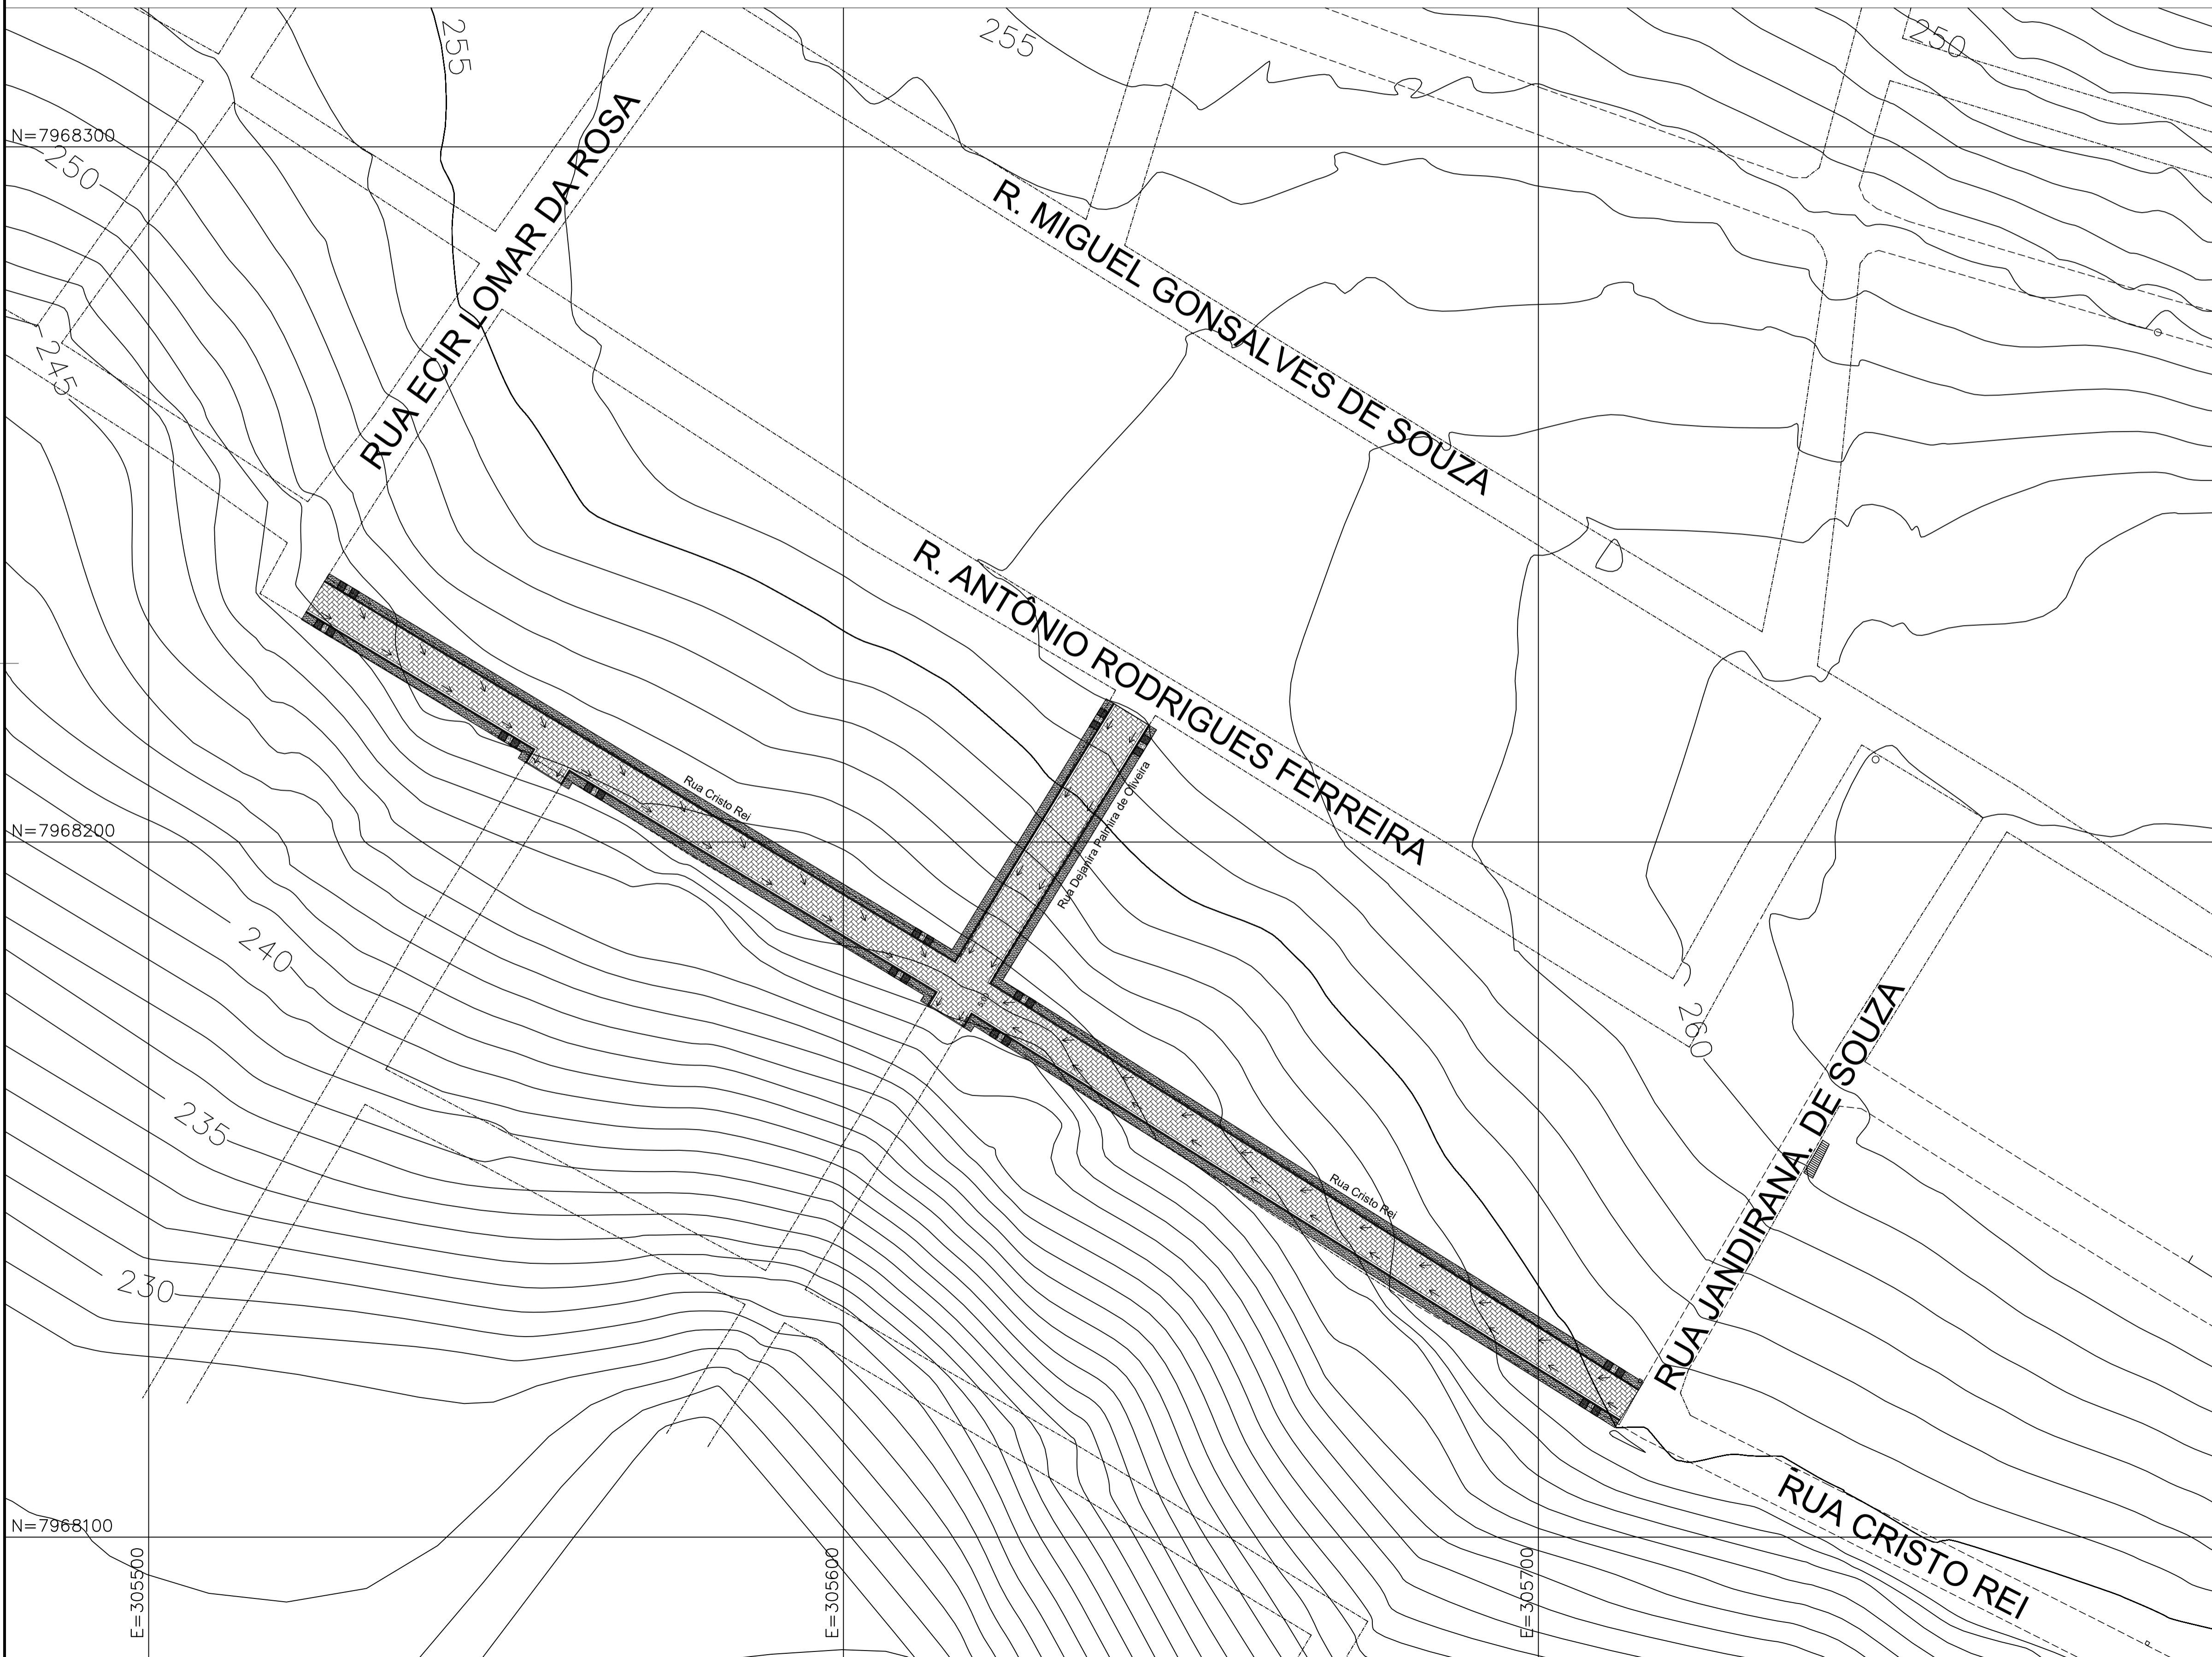 255
255
250
N=7968300
250
RUA ECIR LOMAR DA ROSA
R. MIGUEL GONSALVES DE SOUZA
245
R. ANTÔNIO RODRIGUES FERREIRA
Rua Cristo Rei
Rua Dejanira Palmira de Oliveira
N=7968200
240
260
RUA JANDIRANA. DE SOUZA
235
Rua Cristo Rei
230
RUA CRISTO REI
N=7968100
E=305500
E=305600
E=305700